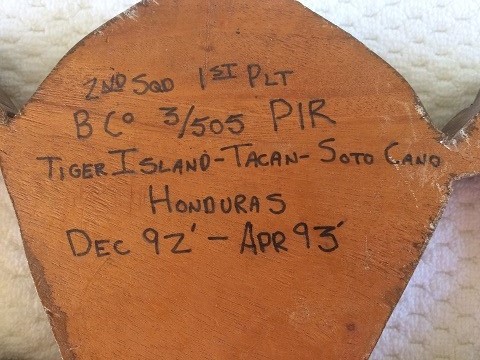 2ND SQD 1ST PLT
B Co 3/505 PIR
TIGER ISLAND-TACAN-SOTO CANO
HONDURAS
DEC 92' - APR 93'